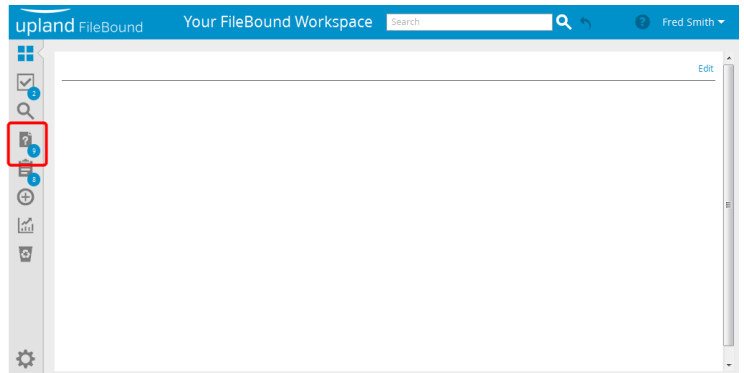 upland FileBound
Your FileBound Workspace
Search
?
Fred Smith
Edit
2
?
9
8